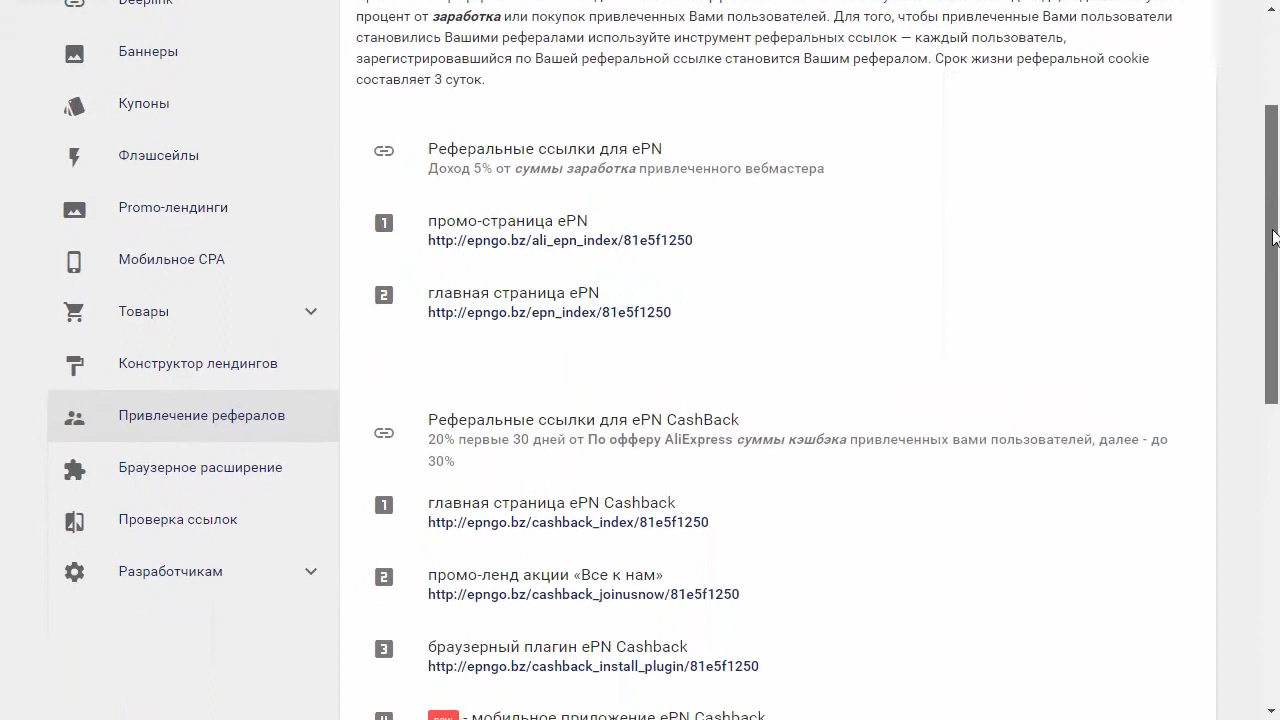 Deeplink
Баннеры
Купоны
Флэшсейлы
Promo-лендинги
Мобильное CPA
Товары
Конструктор лендингов
Привлечение рефералов
Браузерное расширение
Проверка ссылок
Разработчикам
процент от заработка или покупок привлеченных Вами пользователей. Для того, чтобы привлеченные Вами пользователи
становились Вашими рефералами используйте инструмент реферальных ссылок — каждый пользователь,
зарегистрировавшийся по Вашей реферальной ссылке становится Вашим рефералом. Срок жизни реферальной cookie
составляет 3 суток.
Реферальные ссылки для ePN
Доход 5% от суммы заработка привлеченного вебмастера
1 промо-страница ePN
http://epngo.bz/ali_epn_index/81e5f1250
2 главная страница ePN
http://epngo.bz/epn_index/81e5f1250
Реферальные ссылки для ePN CashBack
20% первые 30 дней от По офферу AliExpress суммы кэшбэка привлеченных вами пользователей, далее - до
30%
1 главная страница ePN Cashback
http://epngo.bz/cashback_index/81e5f1250
2 промо-ленд акции «Все к нам»
http://epngo.bz/cashback_joinusnow/81e5f1250
3 браузерный плагин ePN Cashback
http://epngo.bz/cashback_install_plugin/81e5f1250
4 new - мобильное приложение ePN Cashback